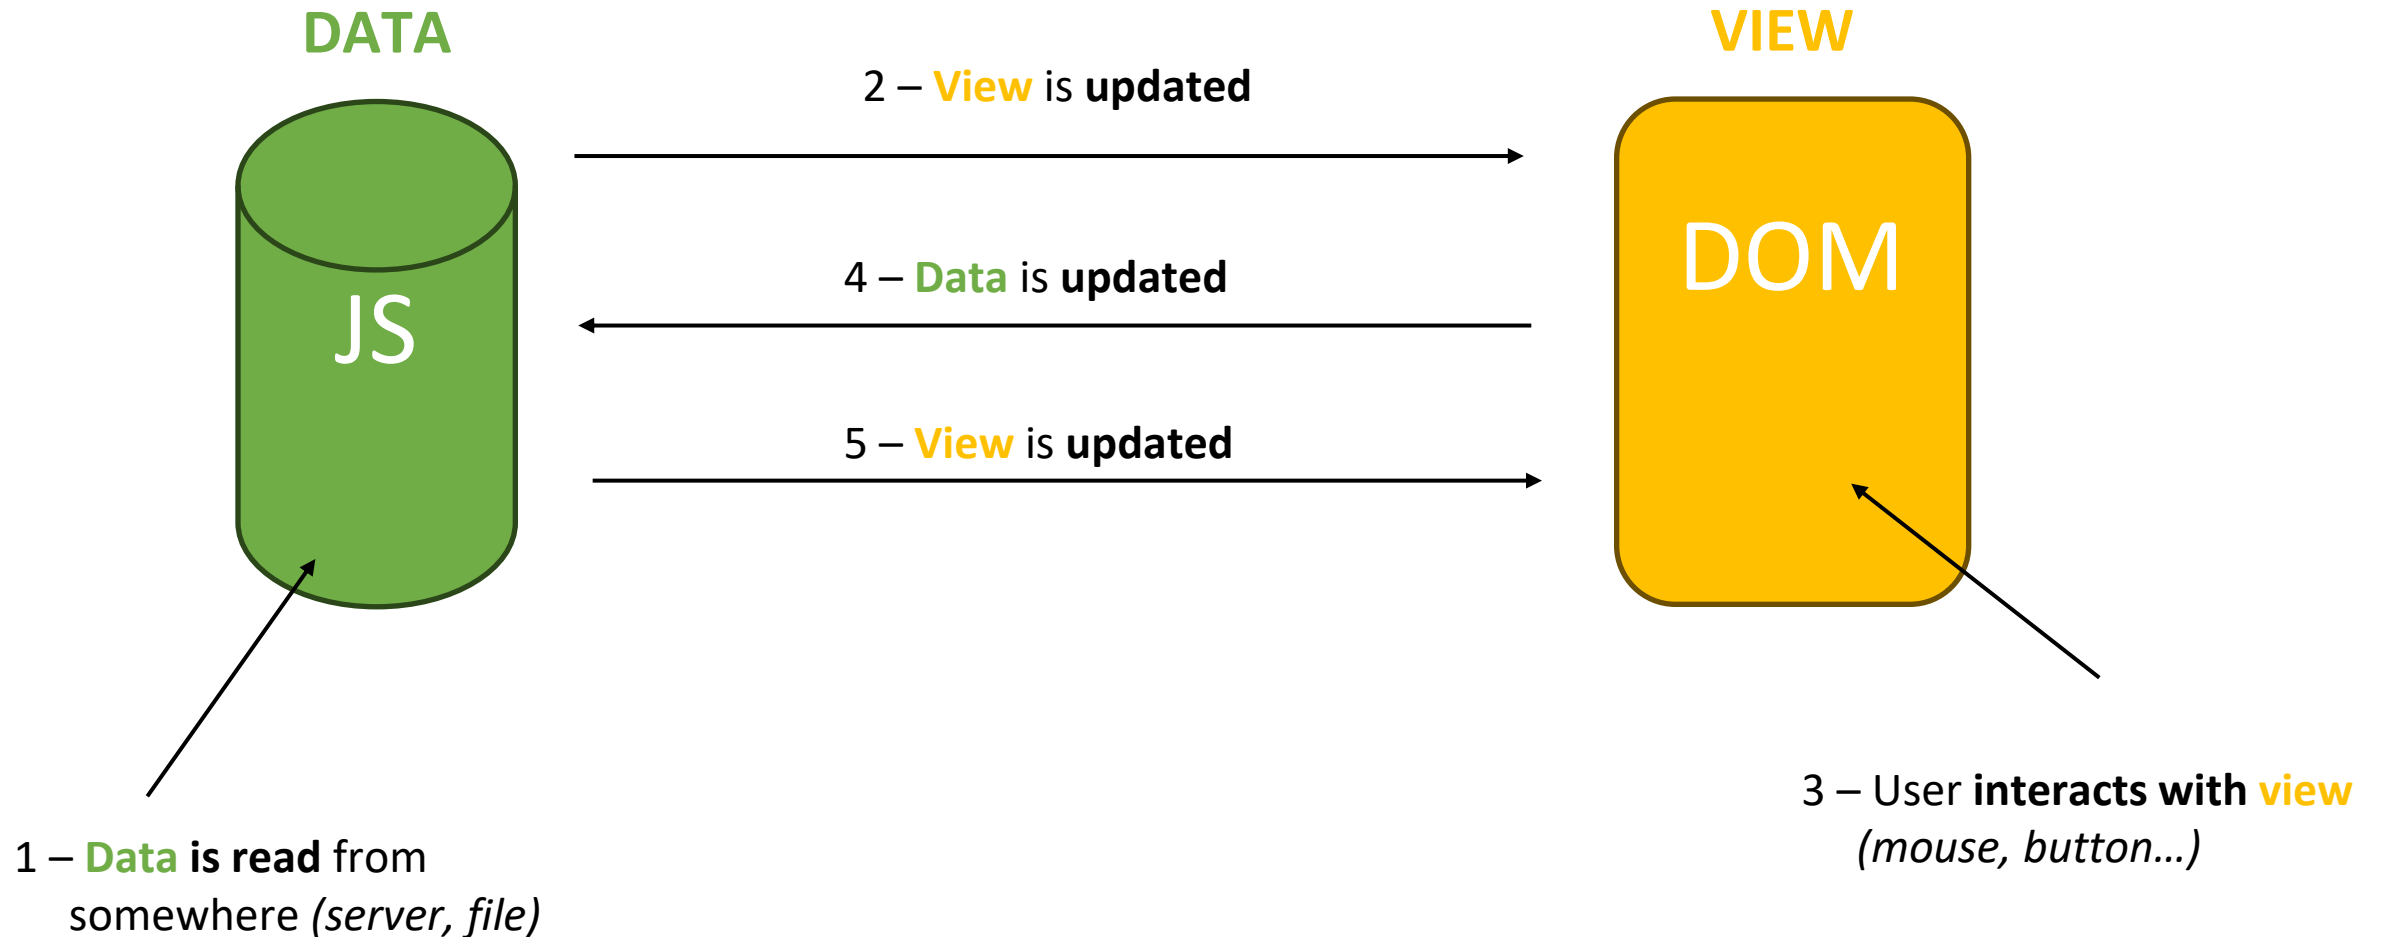 DATA
VIEW
2 – View is updated
JS
DOM
4 – Data is updated
5 – View is updated
3 – User interacts with view
(mouse, button…)
1 – Data is read from
somewhere (server, file)